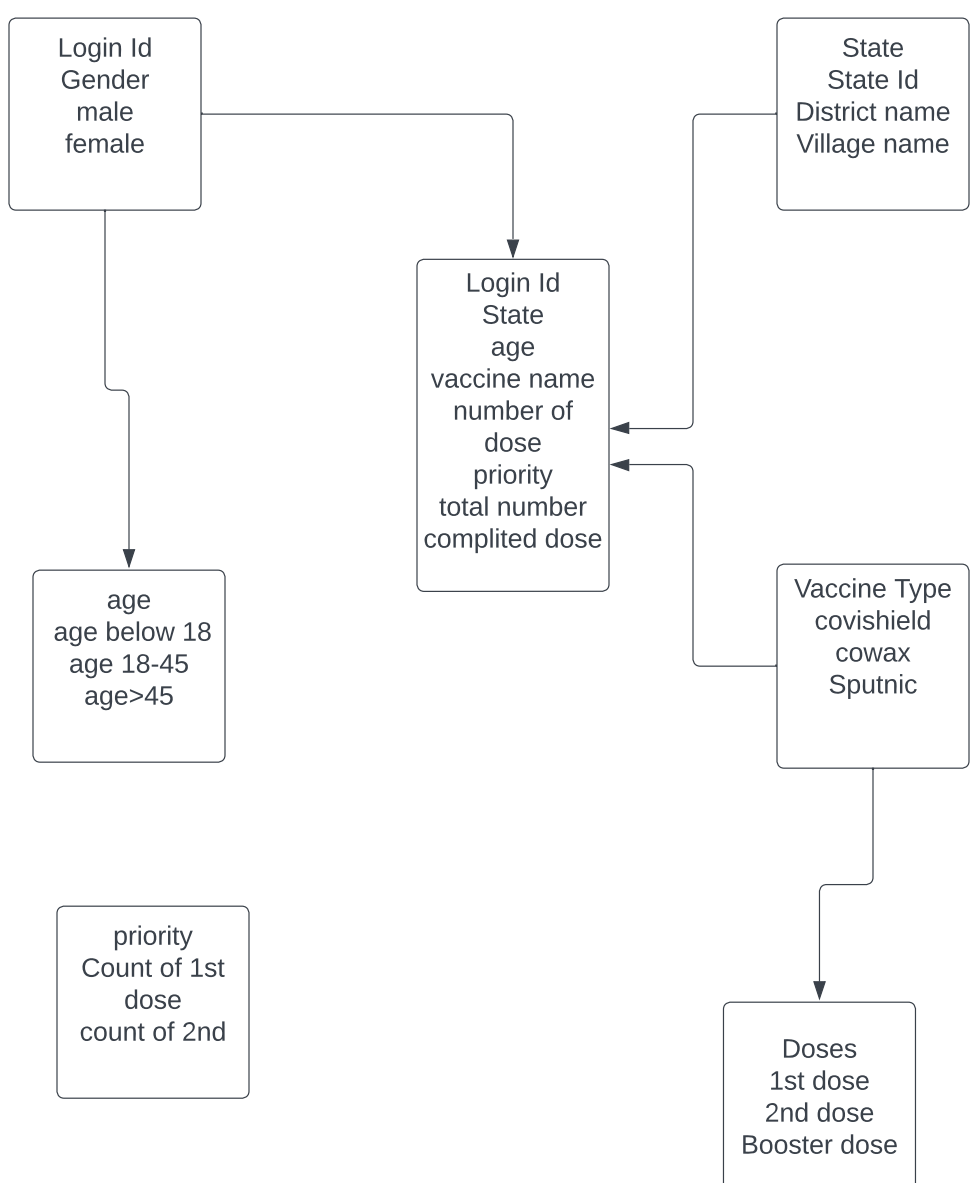 Login Id
Gender
male
female
State
State Id
District name
Village name
Login Id
State
age
vaccine name
number of
dose
priority
total number
complited dose
age
age below 18
age 18-45
age>45
Vaccine Type
covishield
cowax
Sputnic
priority
Count of 1st
dose
count of 2nd
Doses
1st dose
2nd dose
Booster dose